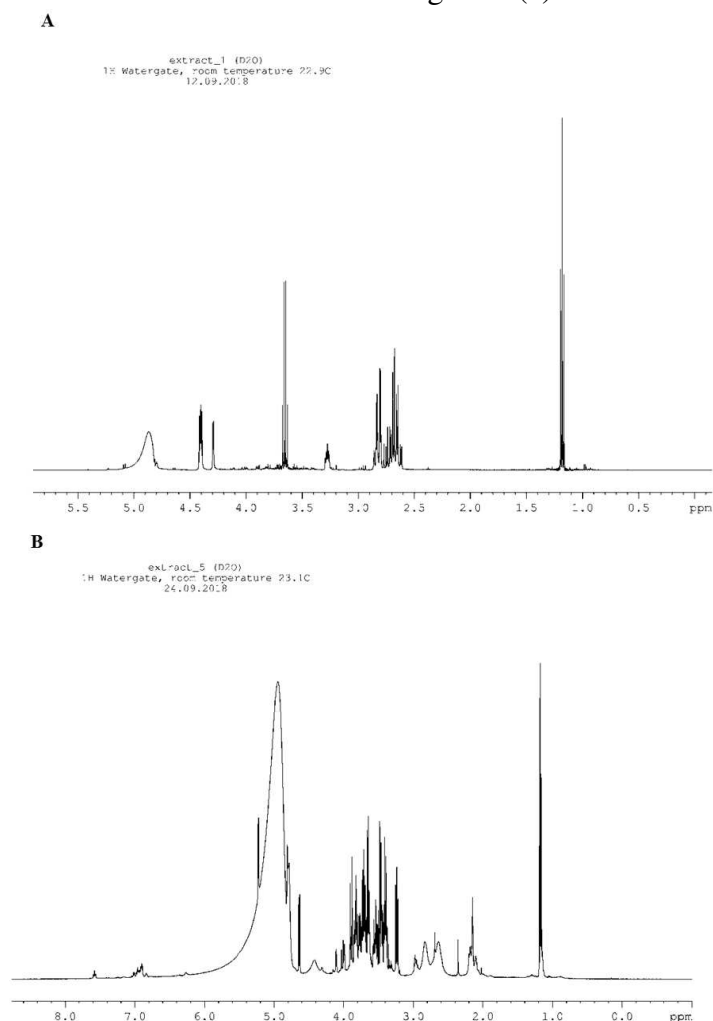 A
extract_1 (D2O)
1H Watergate, room temperature 22.9C
12.09.2018
5.5 5.0 4.5 4.0 3.5 3.0 2.5 2.0 1.5 1.0 0.5 ppm
B
extract_5 (D2O)
1H Watergate, room temperature 23.1C
24.09.2018
8.0 7.0 6.0 5.0 4.0 3.0 2.0 1.0 0.0 ppm